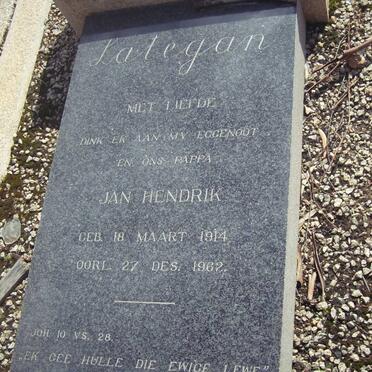 Lategan
MET LIEFDE
DINK EK AAN MY EGGENOOT
EN ONS PAPPA
JAN HENDRIK
GEB. 18 MAART 1914
OORL. 27 DES. 1962.
JOH. 10 VS. 28.
„EK GEE HULLE DIE EWIGE LEWE"